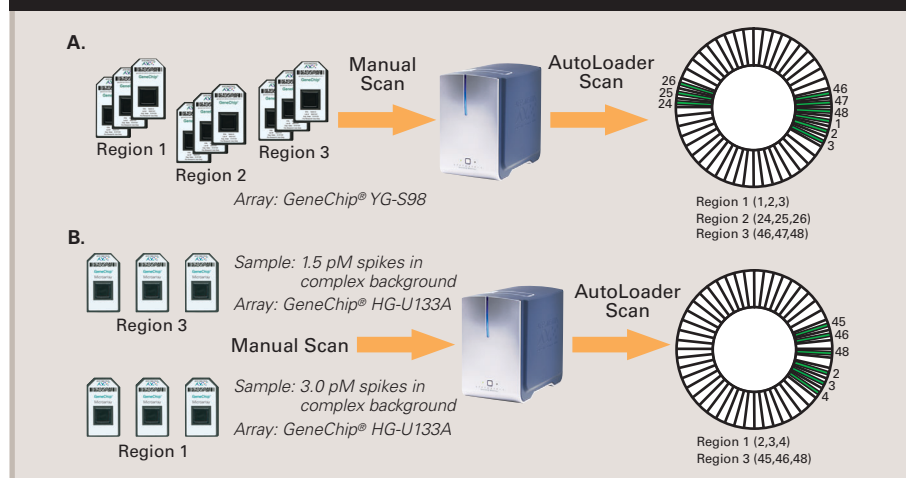 A.
Manual
Scan
AutoLoader
Scan
GeneChip®
Region 1
Region 2
Region 3
Array: GeneChip® YG-S98
26
25
24
46
47
48
1
2
3
Region 1 (1,2,3)
Region 2 (24,25,26)
Region 3 (46,47,48)
B.
Region 3
Sample: 1.5 pM spikes in
complex background
Array: GeneChip® HG-U133A
Manual Scan
AutoLoader
Scan
Region 1
Sample: 3.0 pM spikes in
complex background
Array: GeneChip® HG-U133A
45
46
48
2
3
4
Region 1 (2,3,4)
Region 3 (45,46,48)